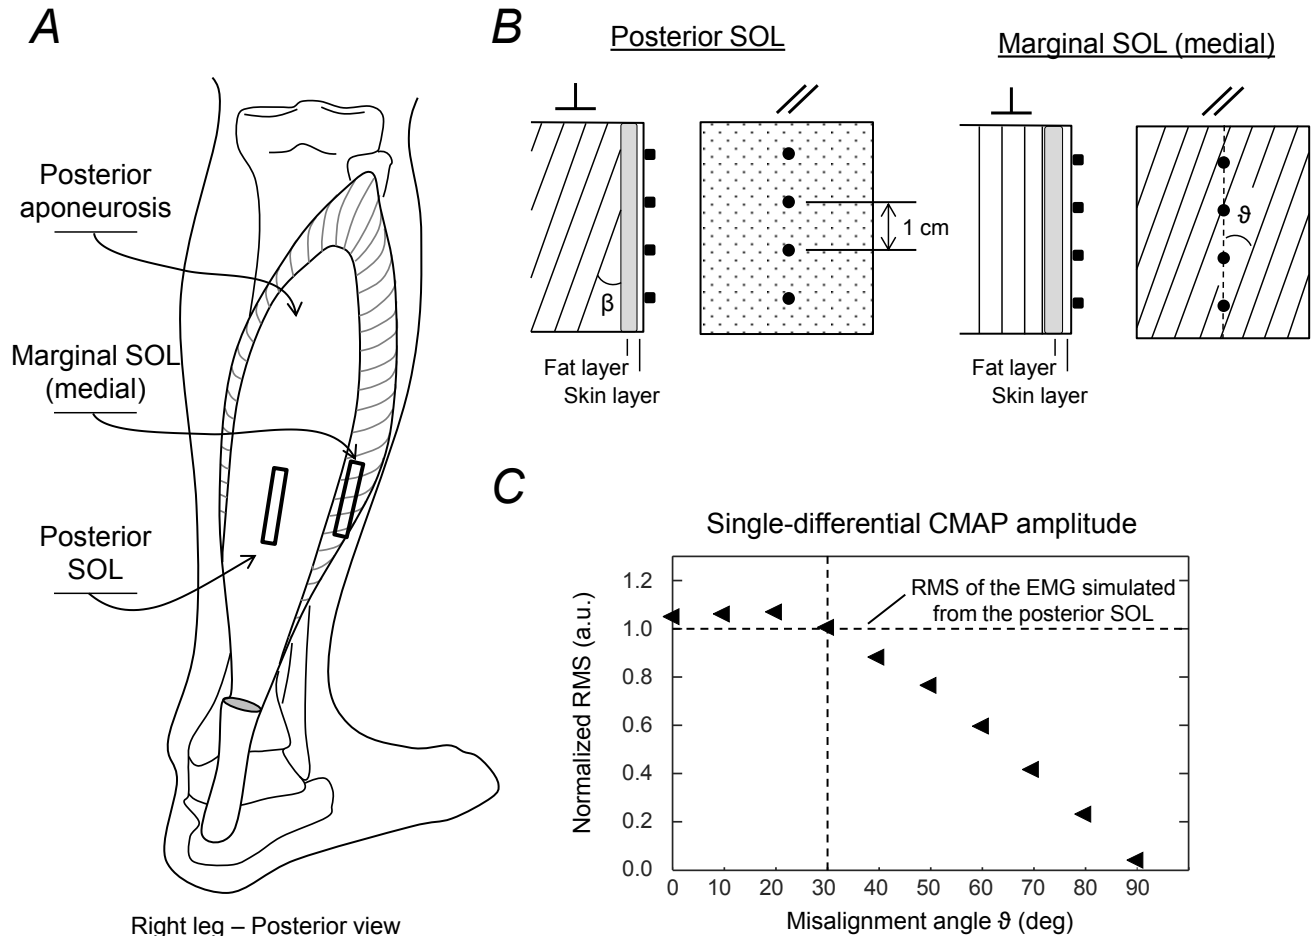 A
Posterior
aponeurosis
Marginal SOL
(medial)
Posterior
SOL
Right leg – Posterior view
B
Posterior SOL
Marginal SOL (medial)
β
1 cm
ϑ
Fat layer
Skin layer
Fat layer
Skin layer
C
Single-differential CMAP amplitude
RMS of the EMG simulated
from the posterior SOL
Normalized RMS (a.u.)
1.2
1.0
0.8
0.6
0.4
0.2
0.0
0 10 20 30 40 50 60 70 80 90
Misalignment angle ϑ (deg)